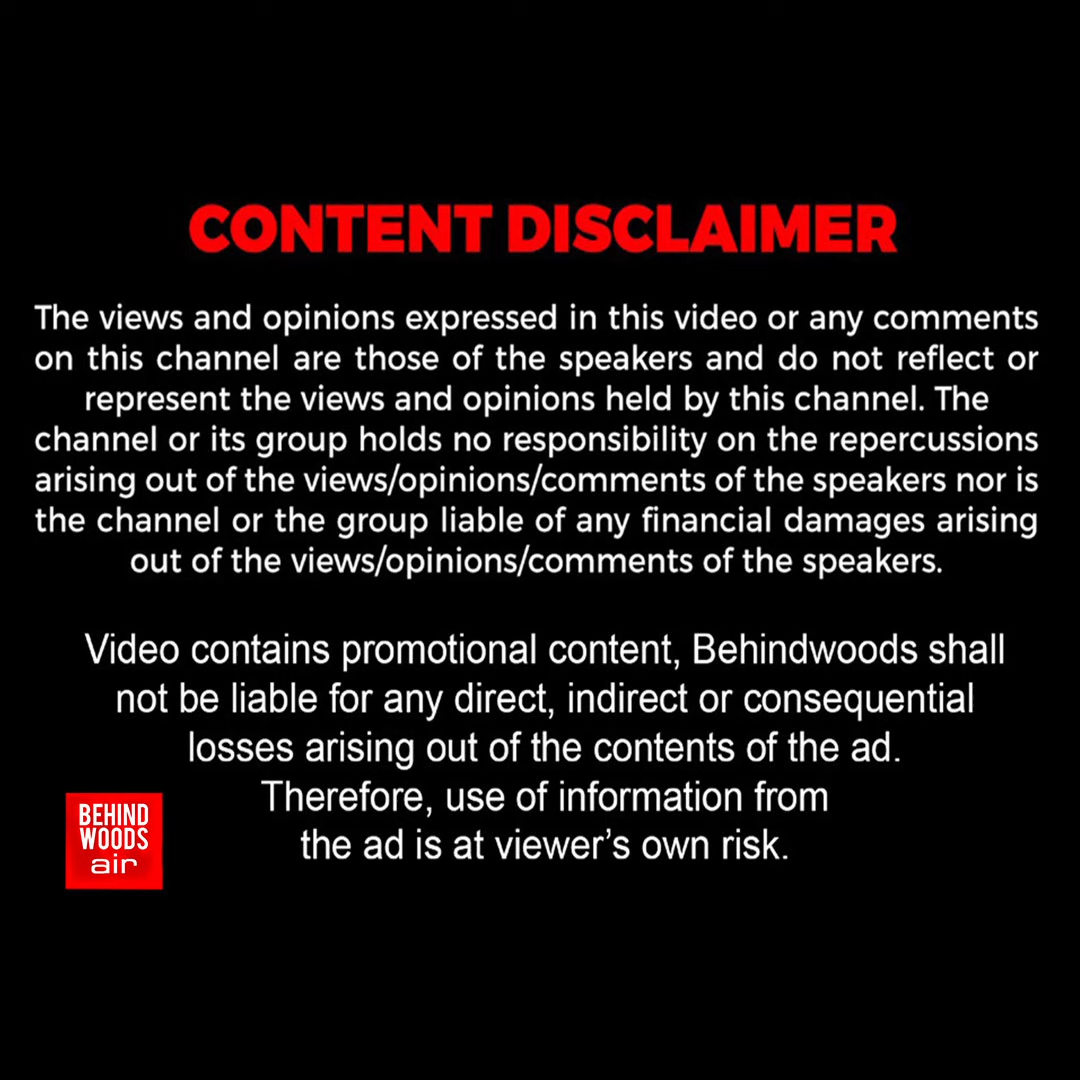 CONTENT DISCLAIMER
The views and opinions expressed in this video or any comments
on this channel are those of the speakers and do not reflect or
represent the views and opinions held by this channel. The
channel or its group holds no responsibility on the repercussions
arising out of the views/opinions/comments of the speakers nor is
the channel or the group liable of any financial damages arising
out of the views/opinions/comments of the speakers.
Video contains promotional content, Behindwoods shall
not be liable for any direct, indirect or consequential
losses arising out of the contents of the ad.
Therefore, use of information from
the ad is at viewer’s own risk.
BEHIND
WOODS
air